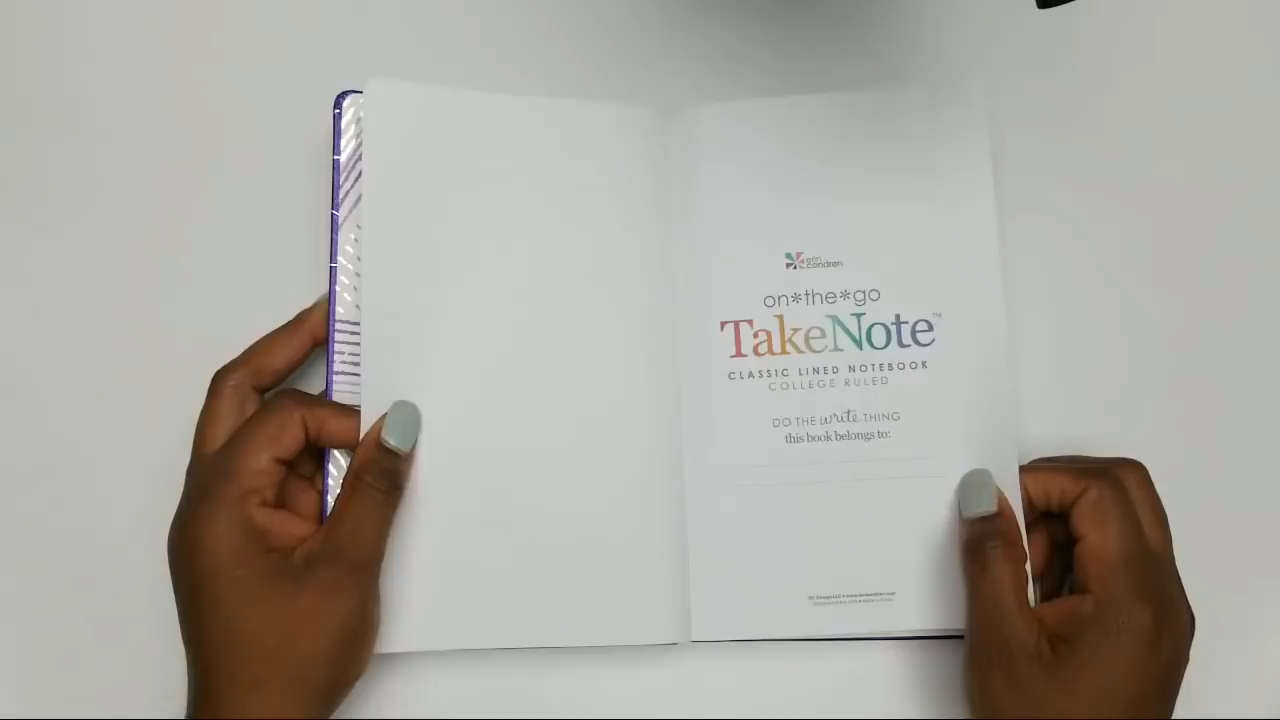 erin
condren
on*the*go
TakeNote™
CLASSIC LINED NOTEBOOK
COLLEGE RULED
DO THE write THING
this book belongs to: